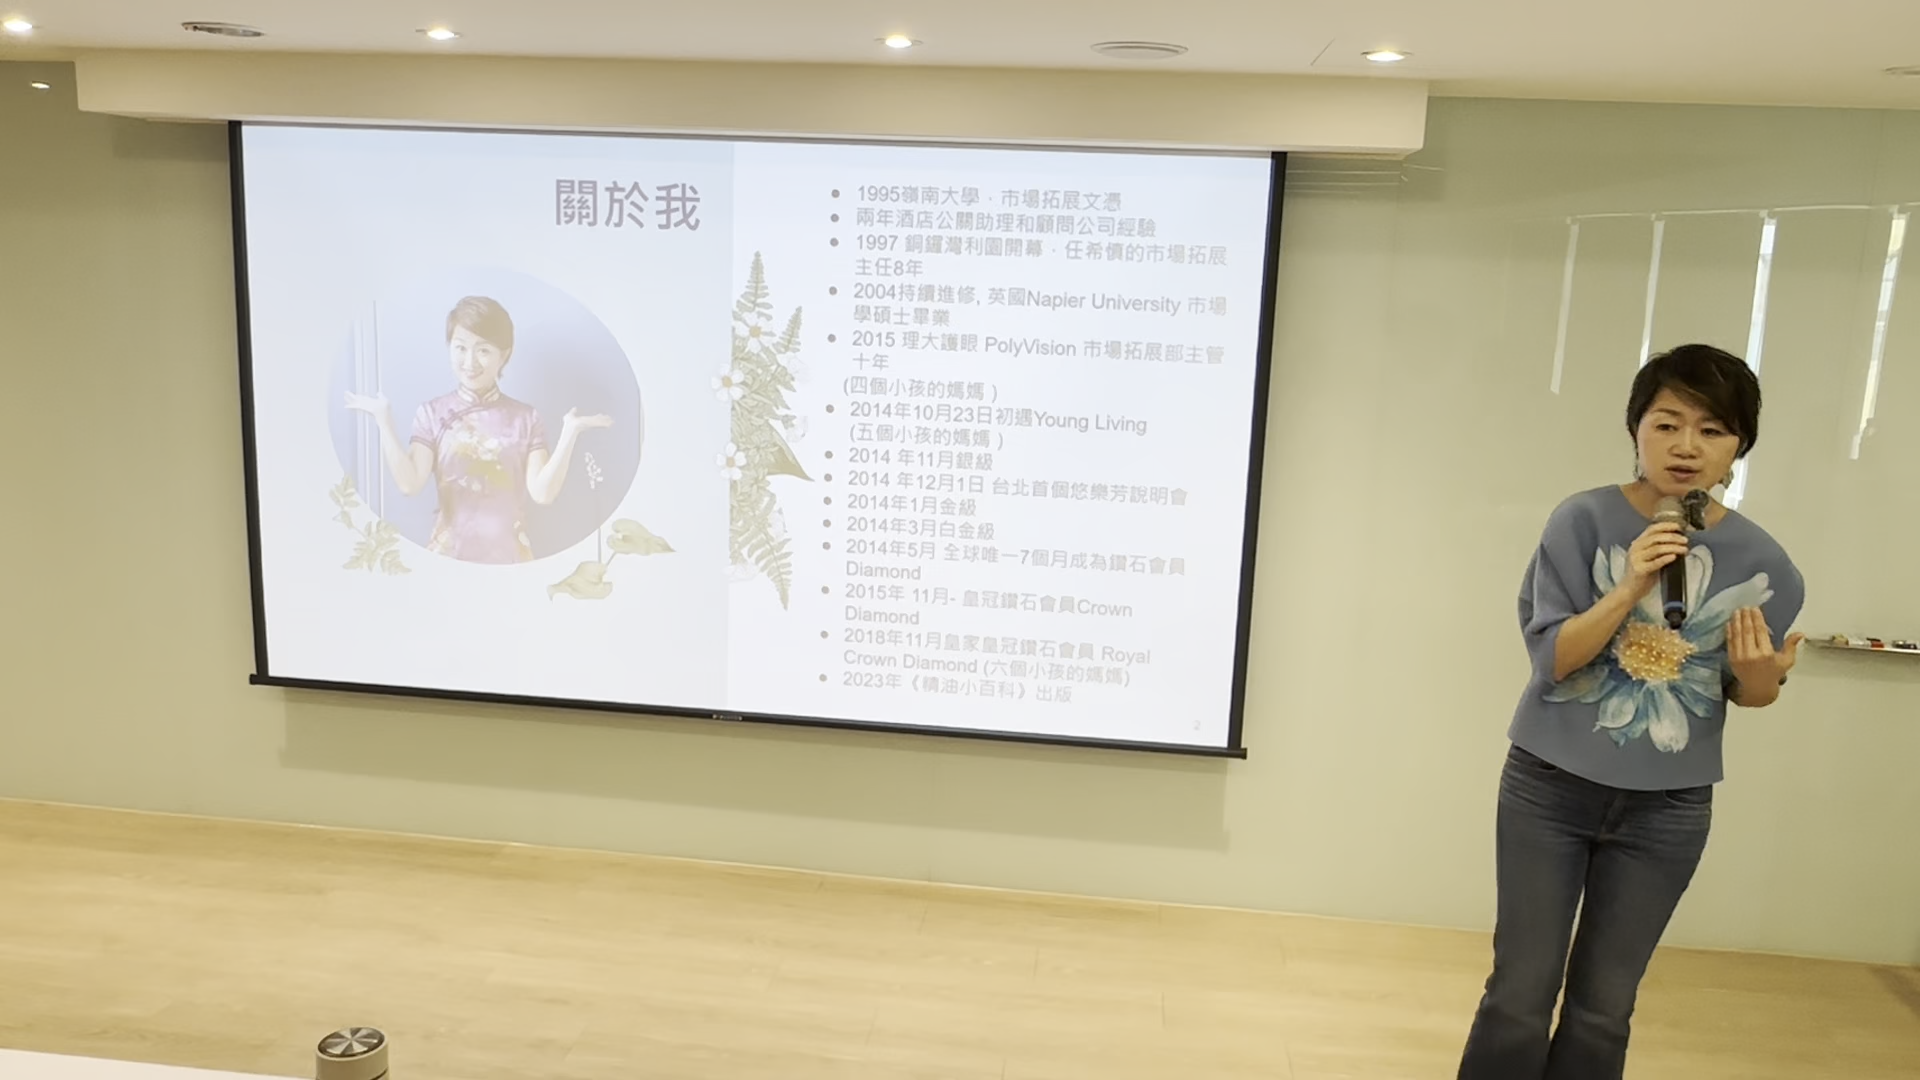 關於我
1995嶺南大學,市場拓展文憑
兩年酒店公關助理和顧問公司經驗
1997 銅鑼灣利園開幕,任希慎的市場拓展
主任8年
2004持續進修, 英國Napier University 市場
學碩士畢業
2015 理大護眼 PolyVision 市場拓展部主管
十年
(四個小孩的媽媽 )
2014年10月23日初遇Young Living
(五個小孩的媽媽 )
2014 年11月銀級
2014 年12月1日 台北首個悠樂芳說明會
2014年1月金級
2014年3月白金級
2014年5月 全球唯一7個月成為鑽石會員
Diamond
2015年 11月- 皇冠鑽石會員Crown
Diamond
2018年11月皇家皇冠鑽石會員 Royal
Crown Diamond (六個小孩的媽媽)
2023年《精油小百科》出版
2